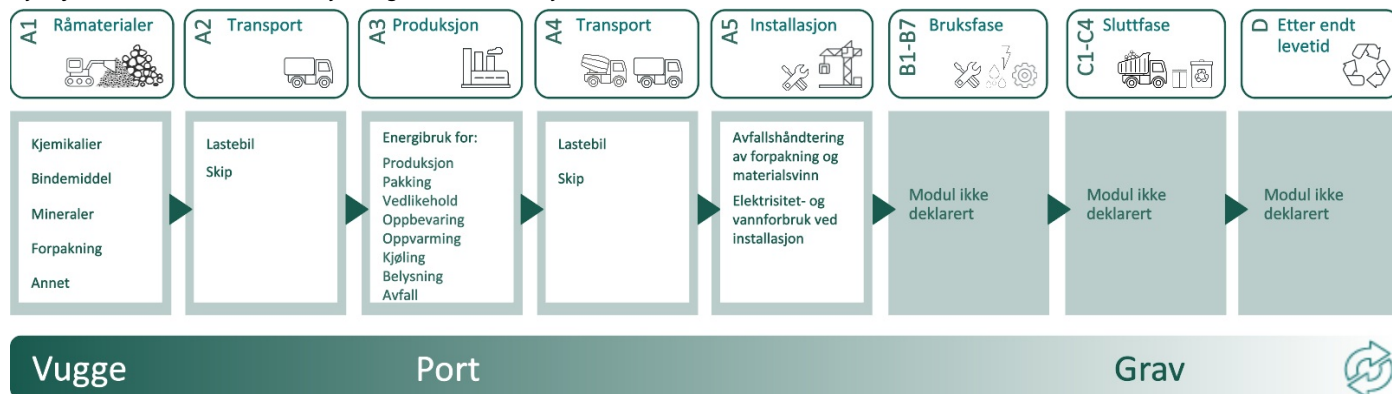 A1 Råmaterialer
A2 Transport
A3 Produksjon
A4 Transport
A5 Installasjon
B1-B7 Bruksfase
C1-C4 Sluttfase
D Etter endt
levetid
Kjemikalier
Bindemiddel
Mineraler
Forpakning
Annet
Lastebil
Skip
Energibruk for:
Produksjon
Pakking
Vedlikehold
Oppbevaring
Oppvarming
Kjøling
Belysning
Avfall
Lastebil
Skip
Avfallshåndtering
av forpakning og
materialsvinn
Elektrisitet- og
vannforbruk ved
installasjon
Modul ikke
deklarert
Modul ikke
deklarert
Modul ikke
deklarert
Vugge
Port
Grav